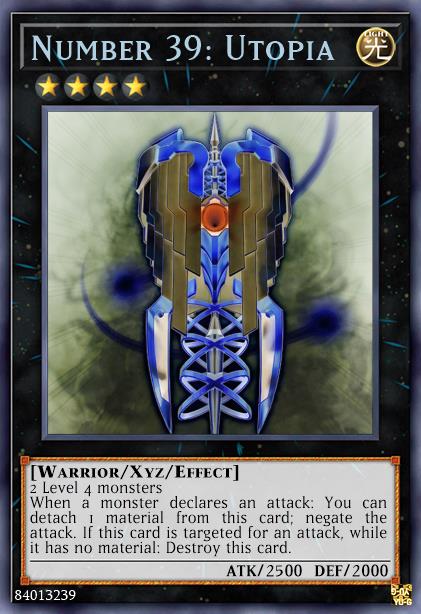 Number 39: Utopia
LIGHT
光
[Warrior/Xyz/Effect]
2 Level 4 monsters
When a monster declares an attack: You can
detach 1 material from this card; negate the
attack. If this card is targeted for an attack, while
it has no material: Destroy this card.
ATK/2500 DEF/2000
84013239